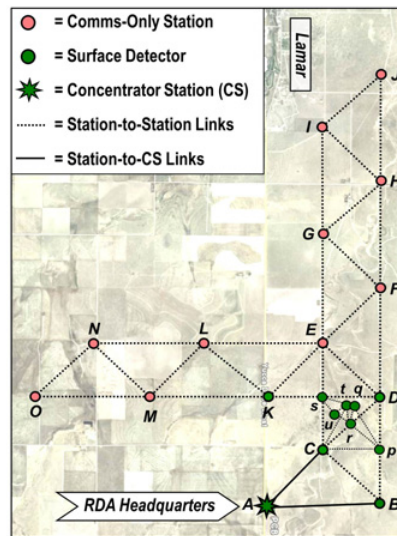 = Comms-Only Station
= Surface Detector
= Concentrator Station (CS)
= Station-to-Station Links
= Station-to-CS Links
Lamar
J
I
H
G
F
N
L
E
O
M
K
s
t
q
D
u
r
C
p
A
B
RDA Headquarters